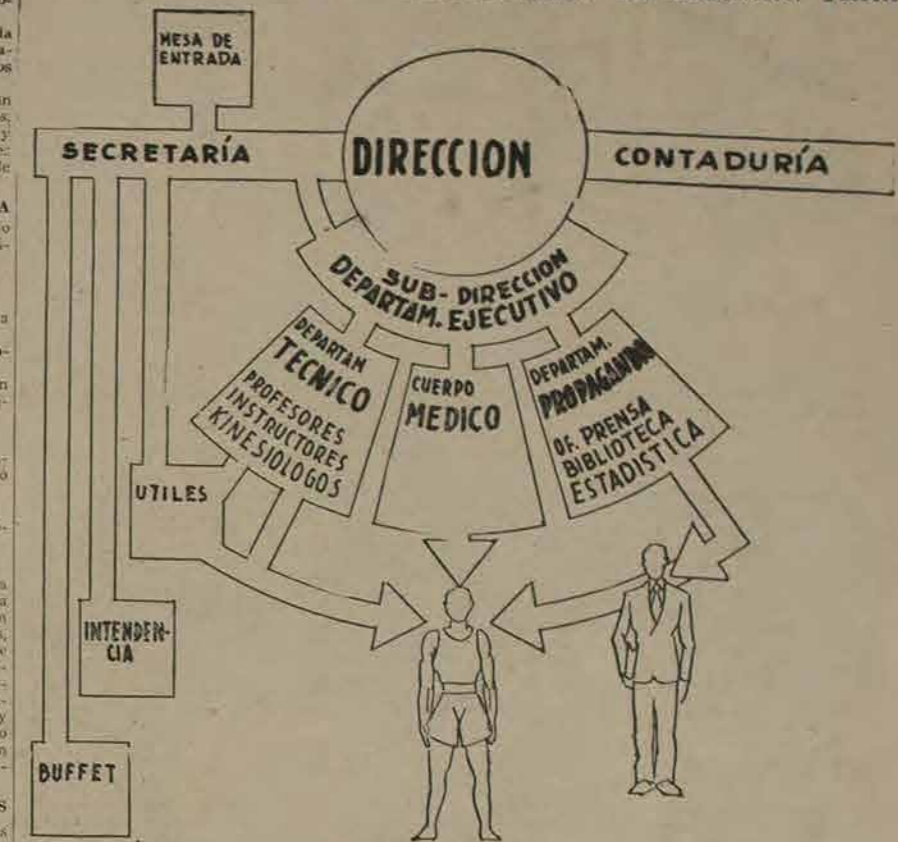 MESA DE
ENTRADA
SECRETARÍA
DIRECCION
CONTADURÍA
SUB-DIRECCION
DEPARTAM. EJECUTIVO
DEPARTAM
TECNICO
PROFESORES
INSTRUCTORES
KINESIOLOGOS
CUERPO
MEDICO
DEPARTAM.
PROPAGANDO
OF. PRENSA
BIBLIOTECA
ESTADISTICA
UTILES
INTENDEN-
CIA
BUFFET